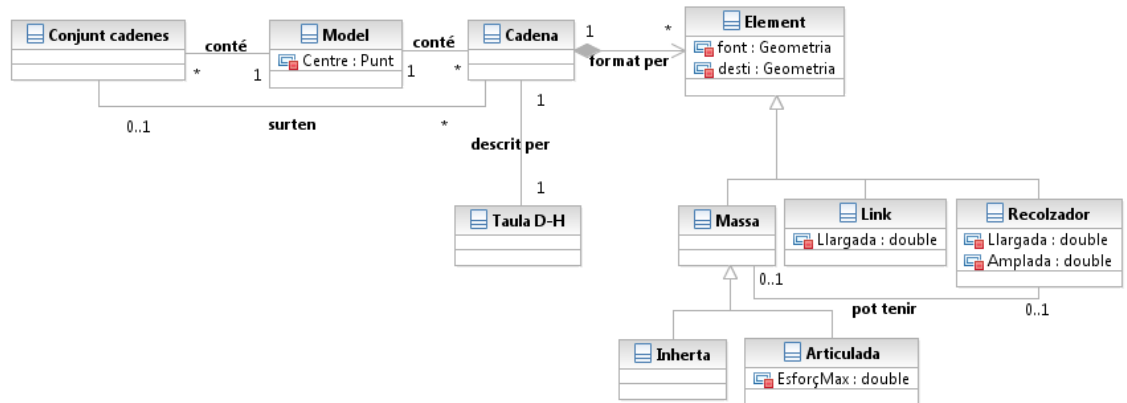 Conjunt cadenes
conté
*
1
Model
Centre : Punt
conté
1
*
Cadena
1
*
format per
Element
font : Geometria
desti : Geometria
0..1
surten
*
1
descrit per
1
Taula D-H
Massa
Link
Llargada : double
Recolzador
Llargada : double
Amplada : double
0..1
pot tenir
0..1
Inherta
Articulada
EsforçMax : double